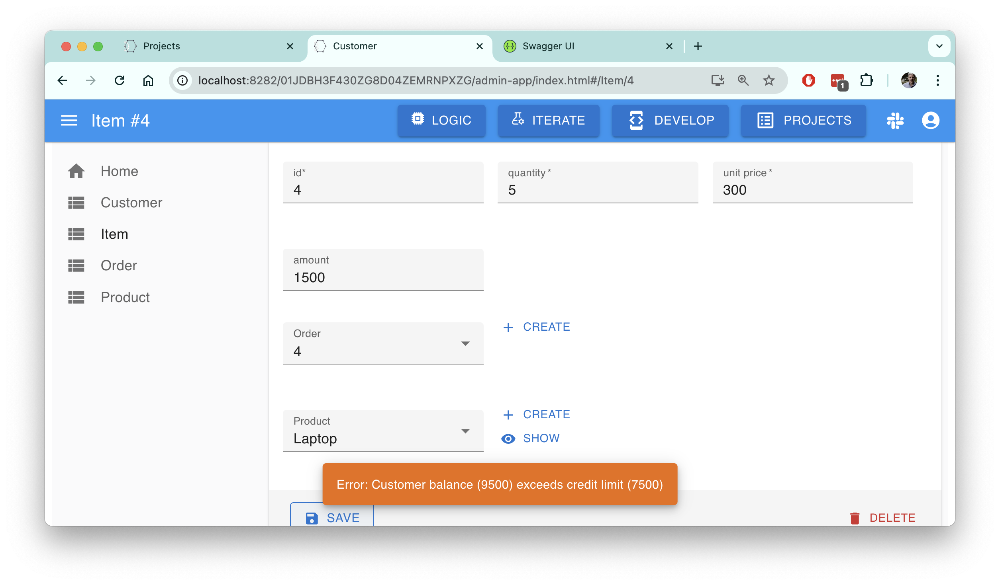 Projects
Customer
Swagger UI
localhost:8282/01JDBH3F430ZG8D04ZEMRNPXZG/admin-app/index.html#/Item/4
1
Item #4
LOGIC
ITERATE
DEVELOP
PROJECTS
Home
Customer
Item
Order
Product
id*
4
quantity *
5
unit price *
300
amount
1500
Order
4
CREATE
Product
Laptop
CREATE
SHOW
Error: Customer balance (9500) exceeds credit limit (7500)
SAVE
DELETE